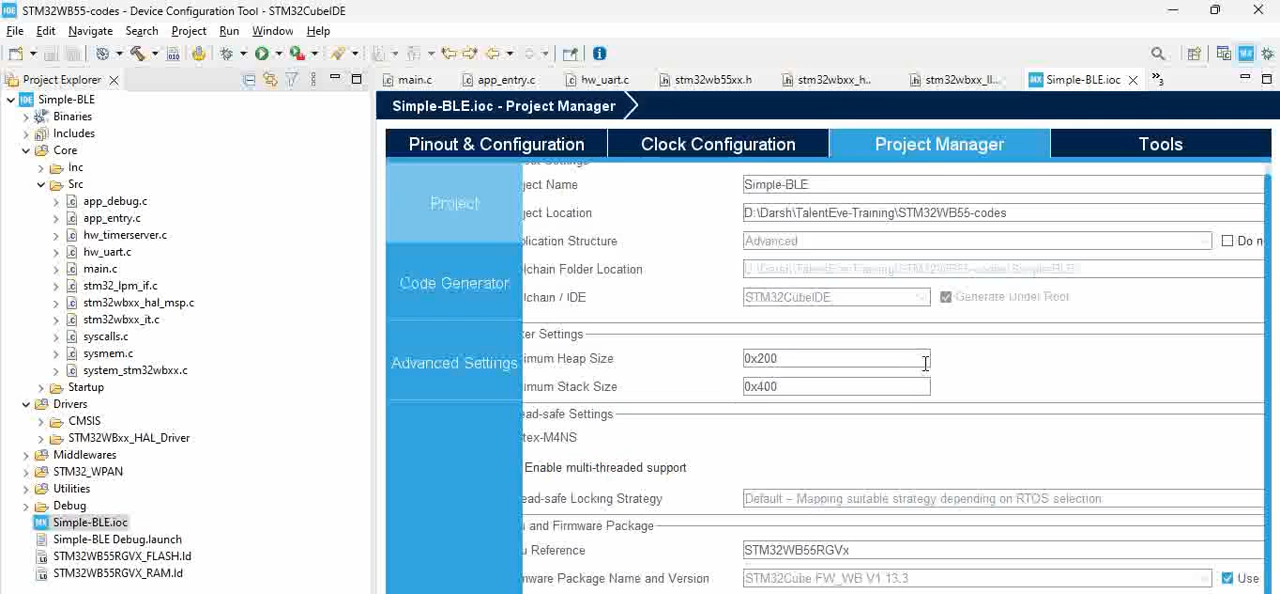 IDE STM32WB55-codes - Device Configuration Tool - STM32CubeIDE
File Edit Navigate Search Project Run Window Help
Project Explorer
main.c app_entry.c hw_uart.c stm32wb55xx.h stm32wbxx_h... stm32wbxx_ll... MX Simple-BLE.ioc 3
IDE Simple-BLE
Binaries
Includes
Core
Inc
Src
app_debug.c
app_entry.c
hw_timerserver.c
hw_uart.c
main.c
stm32_lpm_if.c
stm32wbxx_hal_msp.c
stm32wbxx_it.c
syscalls.c
sysmem.c
system_stm32wbxx.c
Startup
Drivers
CMSIS
STM32WBxx_HAL_Driver
Middlewares
STM32_WPAN
Utilities
Debug
MX Simple-BLE.ioc
Simple-BLE Debug.launch
STM32WB55RGVX_FLASH.ld
STM32WB55RGVX_RAM.ld
Simple-BLE.ioc - Project Manager
Pinout & Configuration Clock Configuration Project Manager Tools
Project
Code Generator
Advanced Settings
ject Name Simple-BLE
ject Location D:\Darsh\TalentEve-Training\STM32WB55-codes
plication Structure Advanced Do n
lchain Folder Location
lchain / IDE STM32CubeIDE Generate Under Root
er Settings
imum Heap Size 0x200
imum Stack Size 0x400
ead-safe Settings
tex-M4NS
Enable multi-threaded support
ead-safe Locking Strategy Default – Mapping suitable strategy depending on RTOS selection
u and Firmware Package
u Reference STM32WB55RGVx
mware Package Name and Version STM32Cube FW_WB V1 13.3 Use